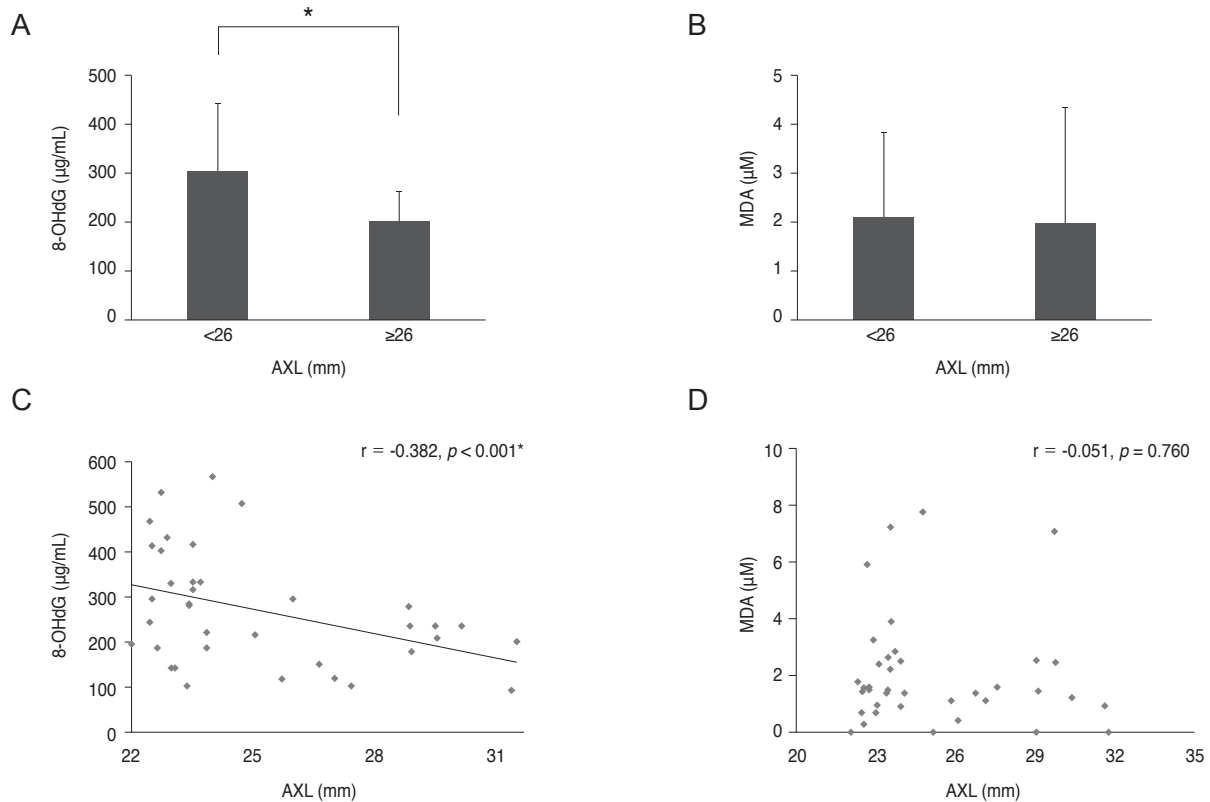 A
*
500
400
300
200
100
0
8-OHdG (µg/mL)
<26
≥26
AXL (mm)
B
5
4
3
2
1
0
MDA (µM)
<26
≥26
AXL (mm)
C
r = -0.382, p < 0.001*
600
500
400
300
200
100
0
8-OHdG (µg/mL)
22
25
28
31
AXL (mm)
D
r = -0.051, p = 0.760
10
8
6
4
2
0
MDA (µM)
20
23
26
29
32
35
AXL (mm)